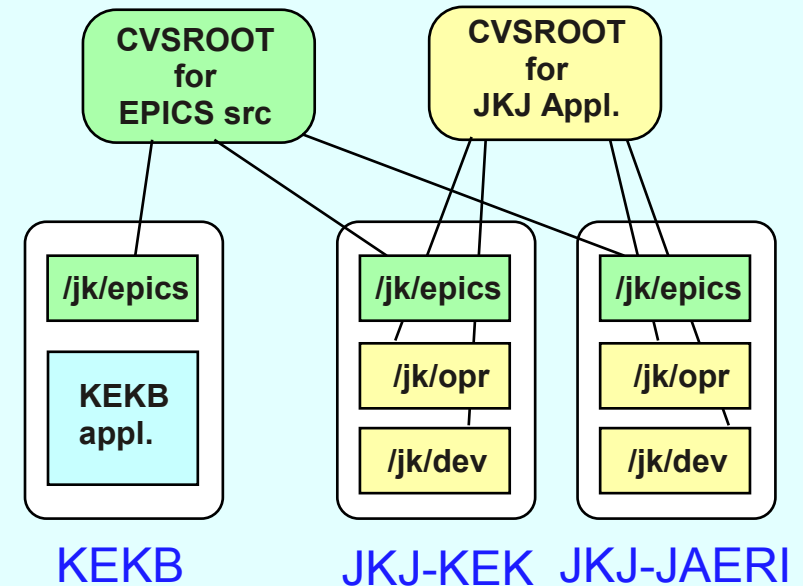 CVSROOT
for
EPICS src
CVSROOT
for
JKJ Appl.
/jk/epics
KEKB
appl.
/jk/epics
/jk/opr
/jk/dev
/jk/epics
/jk/opr
/jk/dev
KEKB
JKJ-KEK
JKJ-JAERI